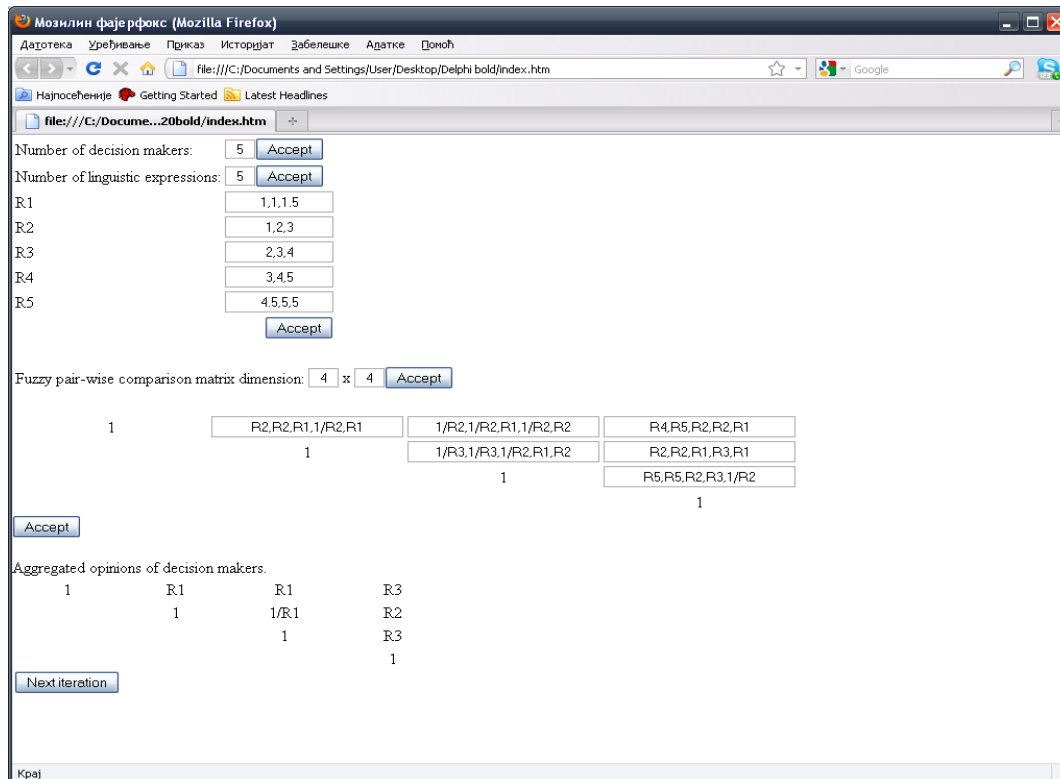 Мозилин фајерфокс (Mozilla Firefox)
Датотека Уређивање Приказ Историјат Забелешке Алатке Помоћ
file:///C:/Documents and Settings/User/Desktop/Delphi bold/index.htm Google
Најпосећеније Getting Started Latest Headlines
file:///C:/Docume...20bold/index.htm
Number of decision makers: 5 Accept
Number of linguistic expressions: 5 Accept
R1 1,1,1.5
R2 1,2,3
R3 2,3,4
R4 3,4,5
R5 4.5,5,5
Accept
Fuzzy pair-wise comparison matrix dimension: 4 x 4 Accept
1 R2,R2,R1,1/R2,R1 1/R2,1/R2,R1,1/R2,R2 R4,R5,R2,R2,R1
1 1/R3,1/R3,1/R2,R1,R2 R2,R2,R1,R3,R1
1 R5,R5,R2,R3,1/R2
1
Accept
Aggregated opinions of decision makers.
1 R1 R1 R3
1 1/R1 R2
1 R3
1
Next iteration
Крај